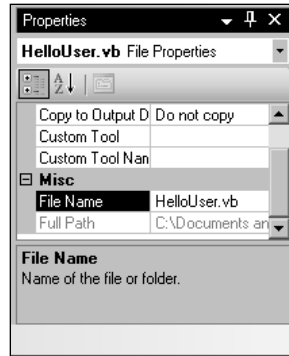 Properties
HelloUser.vb File Properties
Copy to Output D Do not copy
Custom Tool
Custom Tool Nan
Misc
File Name HelloUser.vb
Full Path C:\Documents an
File Name
Name of the file or folder.